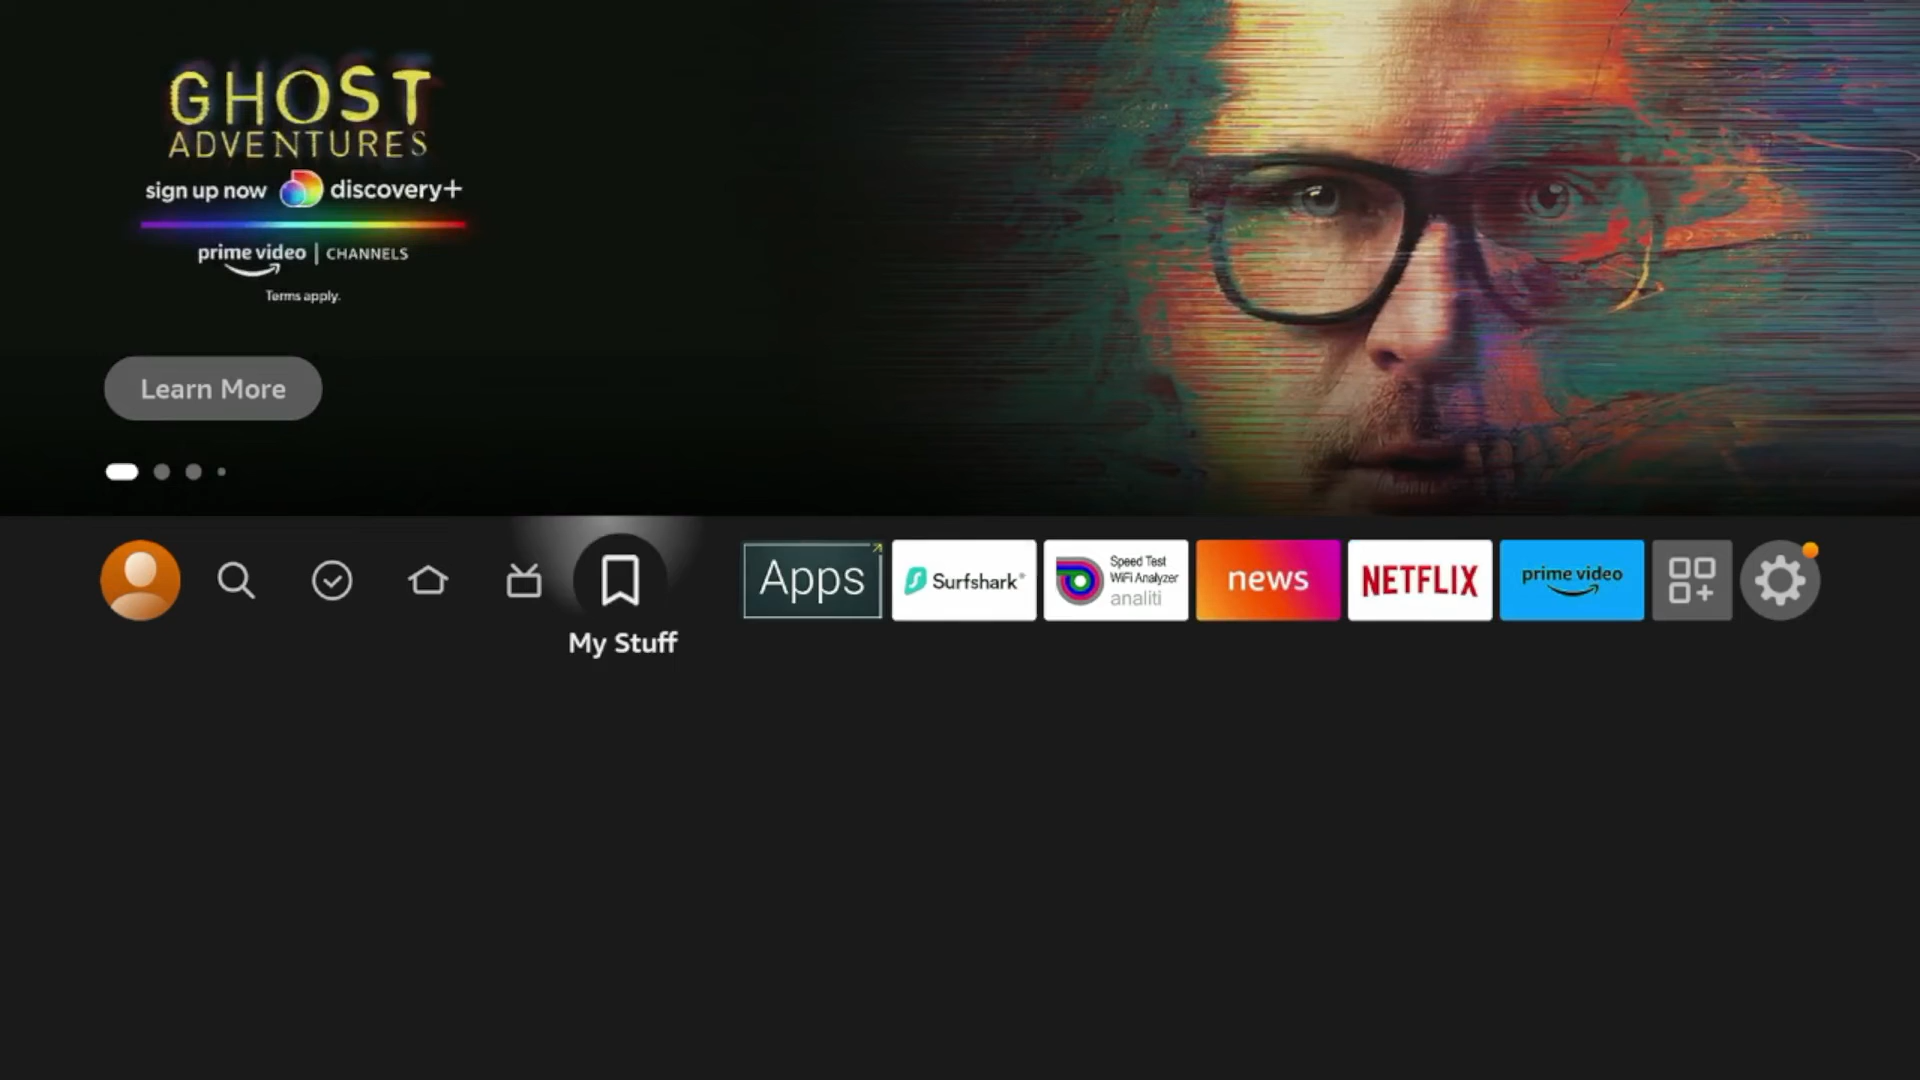 GHOST
ADVENTURES
sign up now discovery+
prime video | CHANNELS
Terms apply.
Learn More
Apps
Surfshark®
Speed Test
WiFi Analyzer
analiti
news
NETFLIX
prime video
My Stuff